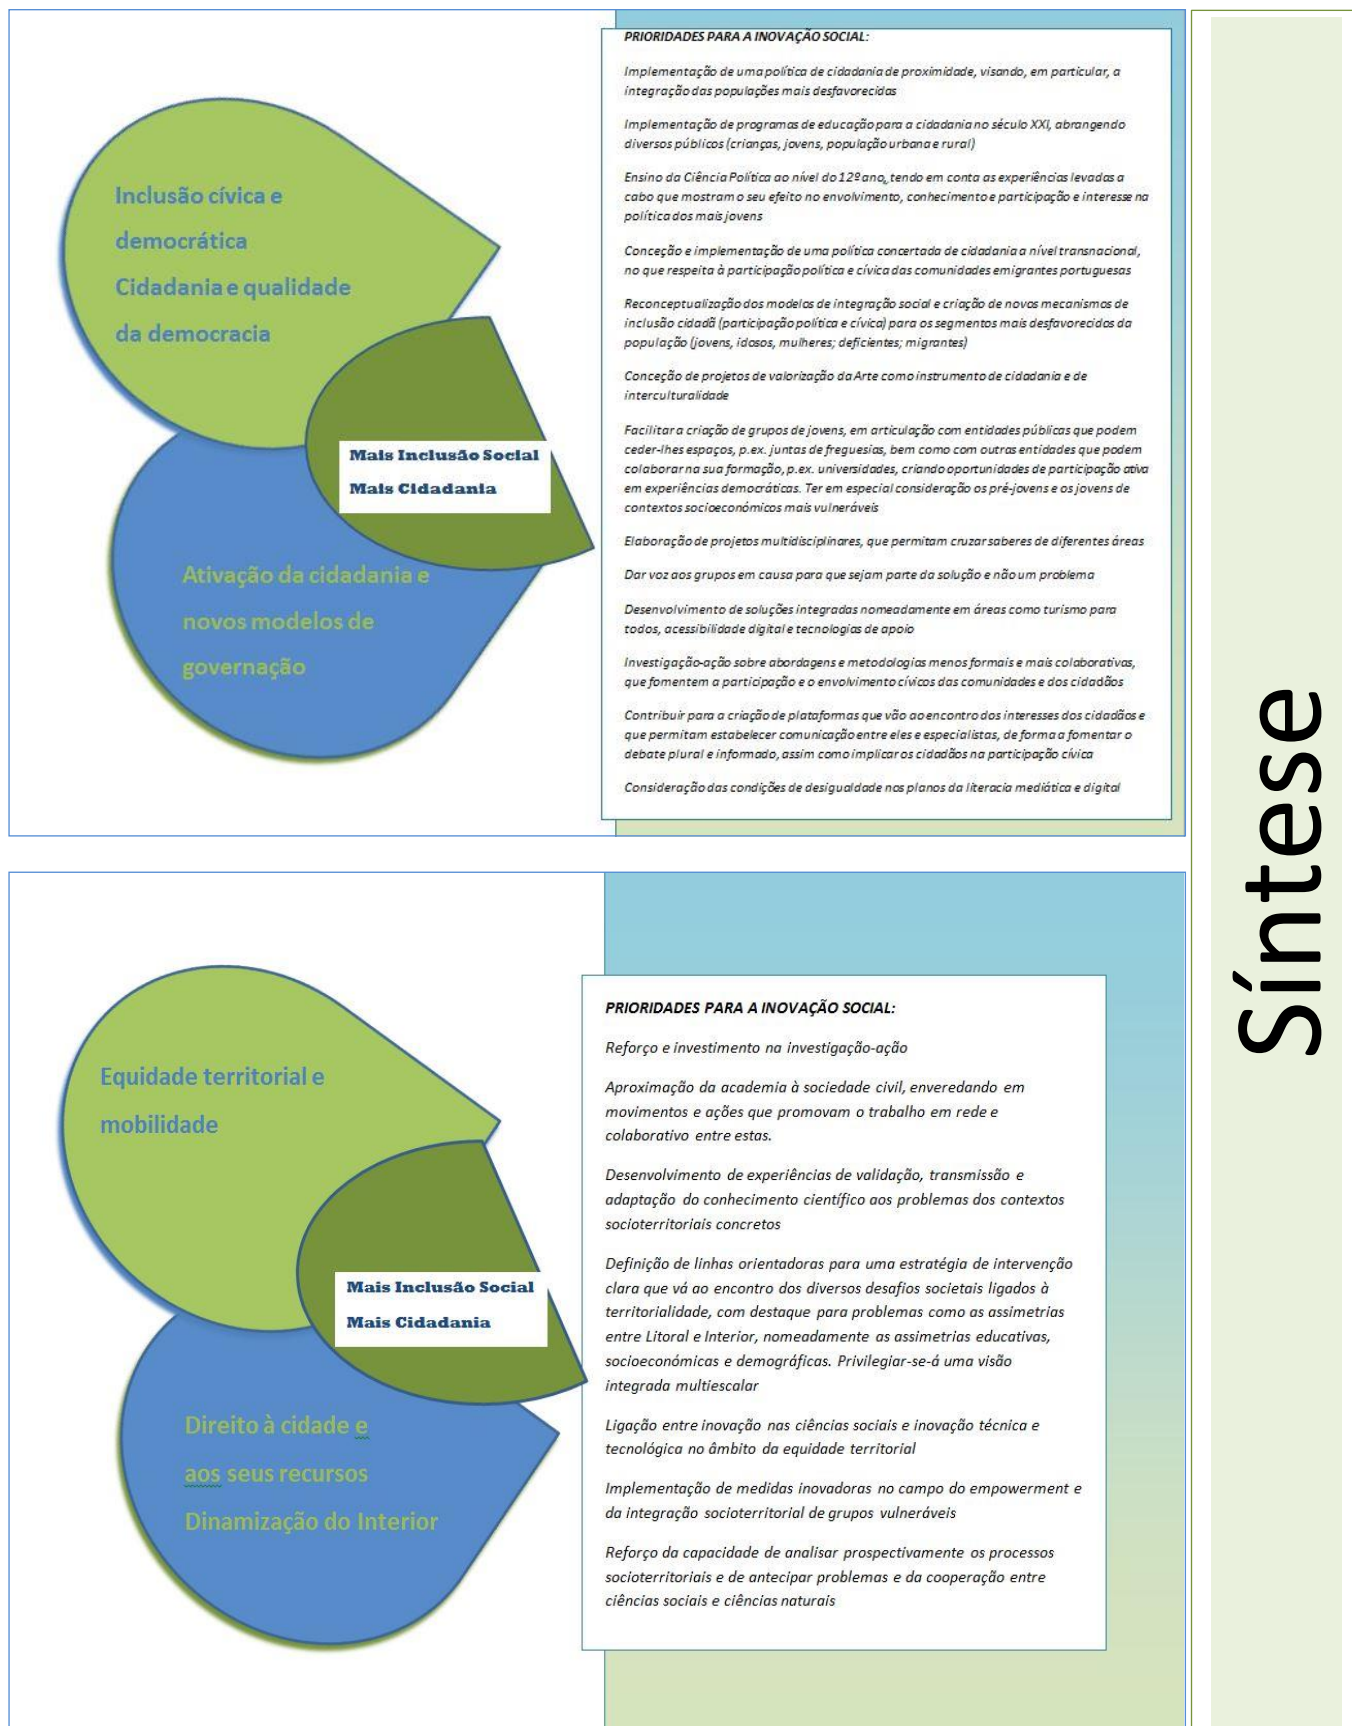 Inclusão cívica e
democrática
Cidadania e qualidade
da democracia
Mais Inclusão Social
Mais Cidadania
Ativação da cidadania e
novos modelos de
governação
PRIORIDADES PARA A INOVAÇÃO SOCIAL:
Implementação de uma política de cidadania de proximidade, visando, em particular, a
integração das populações mais desfavorecidas
Implementação de programas de educação para a cidadania no século XXI, abrangendo
diversos públicos (crianças, jovens, população urbana e rural)
Ensino da Ciência Política ao nível do 12º ano, tendo em conta as experiências levadas a
cabo que mostram o seu efeito no envolvimento, conhecimento e participação e interesse na
política dos mais jovens
Conceção e implementação de uma política concertada de cidadania a nível transnacional,
no que respeita à participação política e cívica das comunidades emigrantes portuguesas
Reconceptualização dos modelos de integração social e criação de novos mecanismos de
inclusão cidadã (participação política e cívica) para os segmentos mais desfavorecidos da
população (jovens, idosos, mulheres; deficientes; migrantes)
Conceção de projetos de valorização da Arte como instrumento de cidadania e de
interculturalidade
Facilitar a criação de grupos de jovens, em articulação com entidades públicas que podem
ceder-lhes espaços, p.ex. juntas de freguesias, bem como com outras entidades que podem
colaborar na sua formação, p.ex. universidades, criando oportunidades de participação ativa
em experiências democráticas. Ter em especial consideração os pré-jovens e os jovens de
contextos socioeconómicos mais vulneráveis
Elaboração de projetos multidisciplinares, que permitam cruzar saberes de diferentes áreas
Dar voz aos grupos em causa para que sejam parte da solução e não um problema
Desenvolvimento de soluções integradas nomeadamente em áreas como turismo para
todos, acessibilidade digital e tecnologias de apoio
Investigação-ação sobre abordagens e metodologias menos formais e mais colaborativas,
que fomentem a participação e o envolvimento cívicos das comunidades e dos cidadãos
Contribuir para a criação de plataformas que vão ao encontro dos interesses dos cidadãos e
que permitam estabelecer comunicação entre eles e especialistas, de forma a fomentar o
debate plural e informado, assim como implicar os cidadãos na participação cívica
Consideração das condições de desigualdade nos planos da literacia mediática e digital
Equidade territorial e
mobilidade
Mais Inclusão Social
Mais Cidadania
Direito à cidade e
aos seus recursos
Dinamização do Interior
PRIORIDADES PARA A INOVAÇÃO SOCIAL:
Reforço e investimento na investigação-ação
Aproximação da academia à sociedade civil, enveredando em
movimentos e ações que promovam o trabalho em rede e
colaborativo entre estas.
Desenvolvimento de experiências de validação, transmissão e
adaptação do conhecimento científico aos problemas dos contextos
socioterritoriais concretos
Definição de linhas orientadoras para uma estratégia de intervenção
clara que vá ao encontro dos diversos desafios societais ligados à
territorialidade, com destaque para problemas como as assimetrias
entre Litoral e Interior, nomeadamente as assimetrias educativas,
socioeconómicas e demográficas. Privilegiar-se-á uma visão
integrada multiescalar
Ligação entre inovação nas ciências sociais e inovação técnica e
tecnológica no âmbito da equidade territorial
Implementação de medidas inovadoras no campo do empowerment e
da integração socioterritorial de grupos vulneráveis
Reforço da capacidade de analisar prospectivamente os processos
socioterritoriais e de antecipar problemas e da cooperação entre
ciências sociais e ciências naturais
Síntese